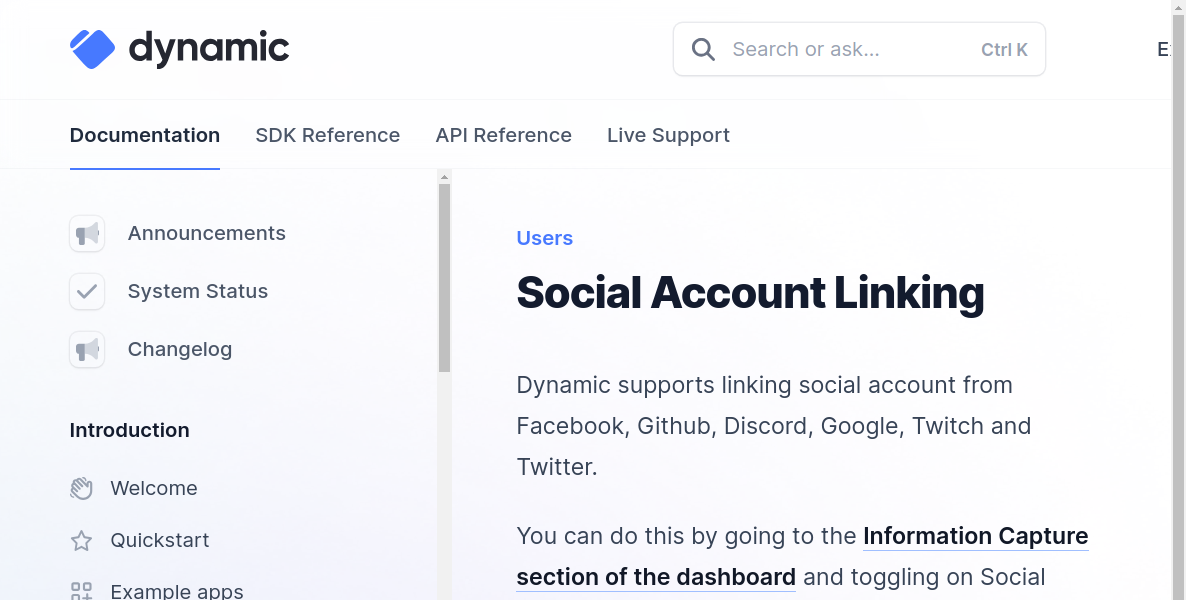 dynamic
Search or ask...
Ctrl K
Documentation
SDK Reference
API Reference
Live Support
Announcements
System Status
Changelog
Introduction
Welcome
Quickstart
Example apps
Users
Social Account Linking
Dynamic supports linking social account from
Facebook, Github, Discord, Google, Twitch and
Twitter.
You can do this by going to the Information Capture
section of the dashboard and toggling on Social